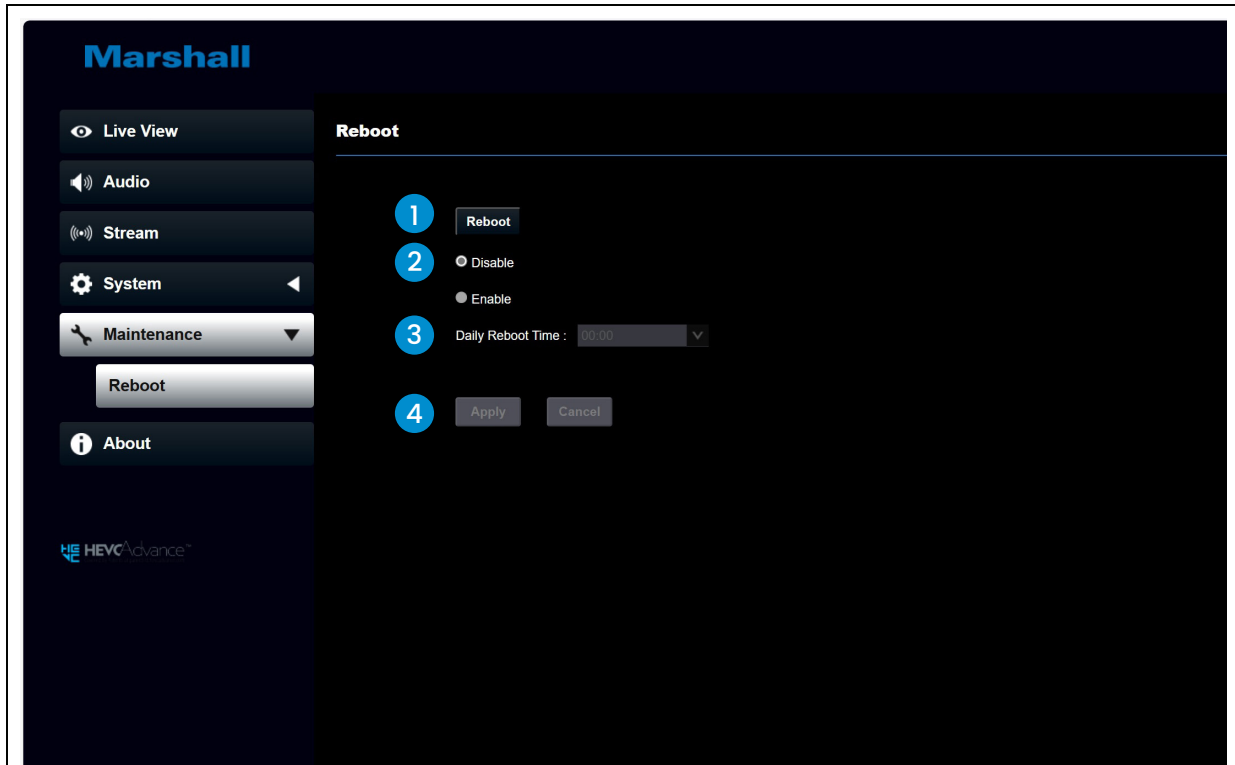 Marshall
Live View
Audio
Stream
System
Maintenance
Reboot
About
HEVCAdvance™
Reboot
1 Reboot
2 Disable
Enable
3 Daily Reboot Time : 00:00
4 Apply Cancel